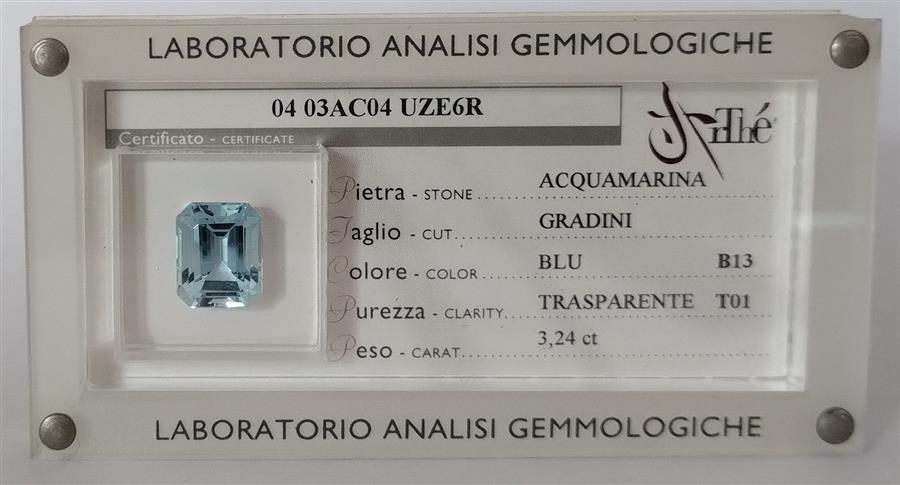 LABORATORIO ANALISI GEMMOLOGICHE
04 03AC04 UZE6R
Certificato - CERTIFICATE
ArThé
Pietra - STONE ... ACQUAMARINA
Taglio - CUT... GRADINI
Colore - COLOR ... BLU B13
Purezza - CLARITY... TRASPARENTE T01
Peso - CARAT... 3,24 ct
LABORATORIO ANALISI GEMMOLOGICHE